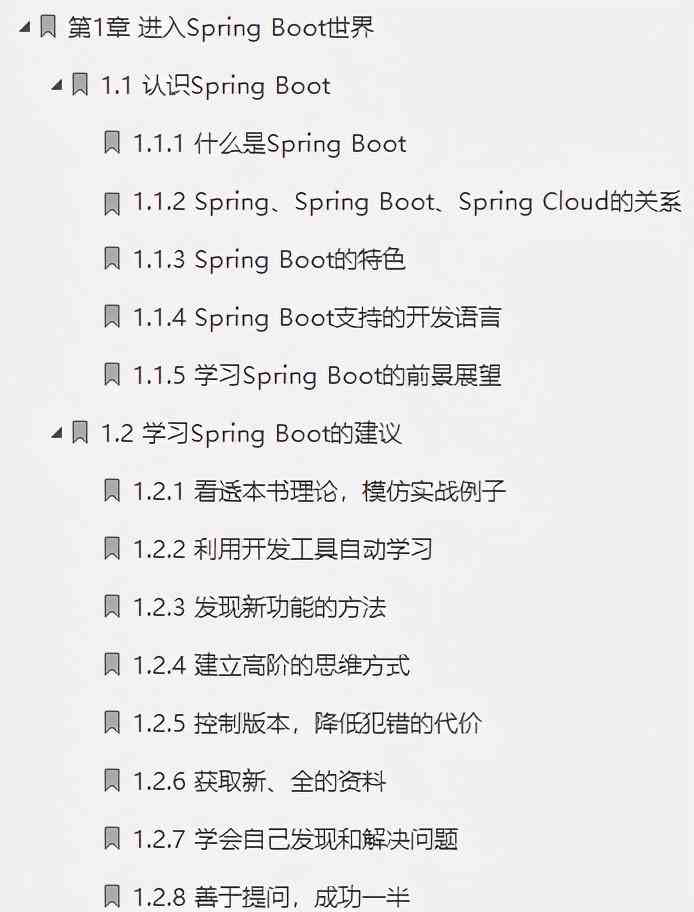 第1章 进入Spring Boot世界
1.1 认识Spring Boot
1.1.1 什么是Spring Boot
1.1.2 Spring、Spring Boot、Spring Cloud的关系
1.1.3 Spring Boot的特色
1.1.4 Spring Boot支持的开发语言
1.1.5 学习Spring Boot的前景展望
1.2 学习Spring Boot的建议
1.2.1 看透本书理论，模仿实战例子
1.2.2 利用开发工具自动学习
1.2.3 发现新功能的方法
1.2.4 建立高阶的思维方式
1.2.5 控制版本，降低犯错的代价
1.2.6 获取新、全的资料
1.2.7 学会自己发现和解决问题
1.2.8 善于提问，成功一半